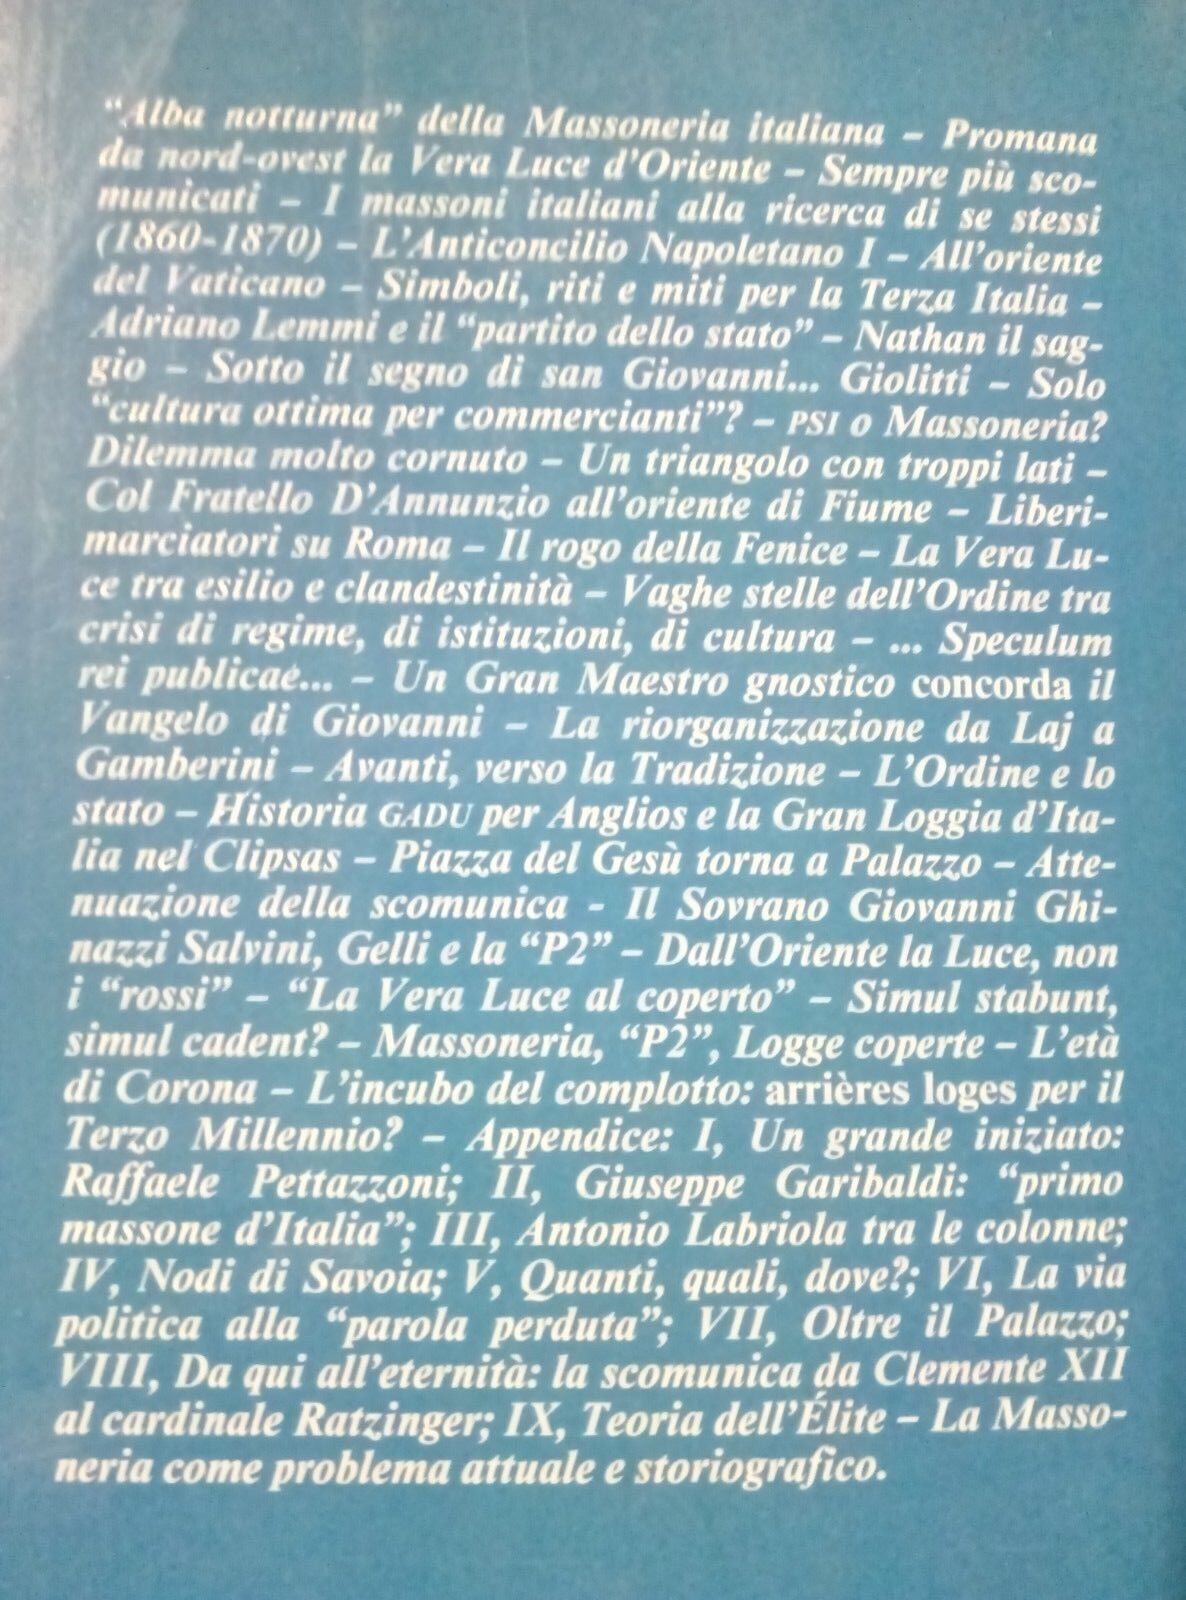 “Alba notturna” della Massoneria italiana – Promana
da nord-ovest la Vera Luce d’Oriente – Sempre più sco-
municati – I massoni italiani alla ricerca di se stessi
(1860-1870) – L’Anticoncilio Napoletano I – All’oriente
del Vaticano – Simboli, riti e miti per la Terza Italia –
Adriano Lemmi e il “partito dello stato” – Nathan il sag-
gio – Sotto il segno di san Giovanni... Giolitti – Solo
“cultura ottima per commercianti”? – PSI o Massoneria?
Dilemma molto cornuto – Un triangolo con troppi lati –
Col Fratello D’Annunzio all’oriente di Fiume – Liberi-
marciatori su Roma – Il rogo della Fenice – La Vera Lu-
ce tra esilio e clandestinità – Vaghe stelle dell’Ordine tra
crisi di regime, di istituzioni, di cultura – ... Speculum
rei publicae... – Un Gran Maestro gnostico concorda il
Vangelo di Giovanni – La riorganizzazione da Laj a
Gamberini – Avanti, verso la Tradizione – L’Ordine e lo
stato – Historia GADU per Anglios e la Gran Loggia d’Ita-
lia nel Clipsas – Piazza del Gesù torna a Palazzo – Atte-
nuazione della scomunica - Il Sovrano Giovanni Ghi-
nazzi Salvini, Gelli e la “P2” – Dall’Oriente la Luce, non
i “rossi” – “La Vera Luce al coperto” – Simul stabunt,
simul cadent? – Massoneria, “P2”, Logge coperte – L’età
di Corona – L’incubo del complotto: arrières loges per il
Terzo Millennio? – Appendice: I, Un grande iniziato:
Raffaele Pettazzoni; II, Giuseppe Garibaldi: “primo
massone d’Italia”; III, Antonio Labriola tra le colonne;
IV, Nodi di Savoia; V, Quanti, quali, dove?; VI, La via
politica alla “parola perduta”; VII, Oltre il Palazzo;
VIII, Da qui all’eternità: la scomunica da Clemente XII
al cardinale Ratzinger; IX, Teoria dell’Élite – La Masso-
neria come problema attuale e storiografico.